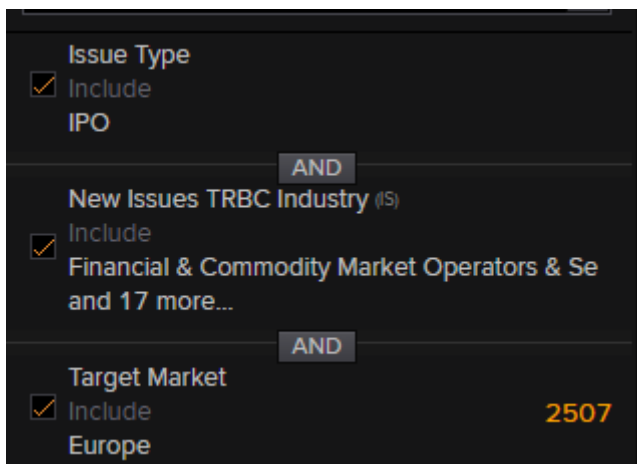 Issue Type
Include
IPO
AND
New Issues TRBC Industry (IS)
Include
Financial & Commodity Market Operators & Se
and 17 more...
AND
Target Market
Include
2507
Europe